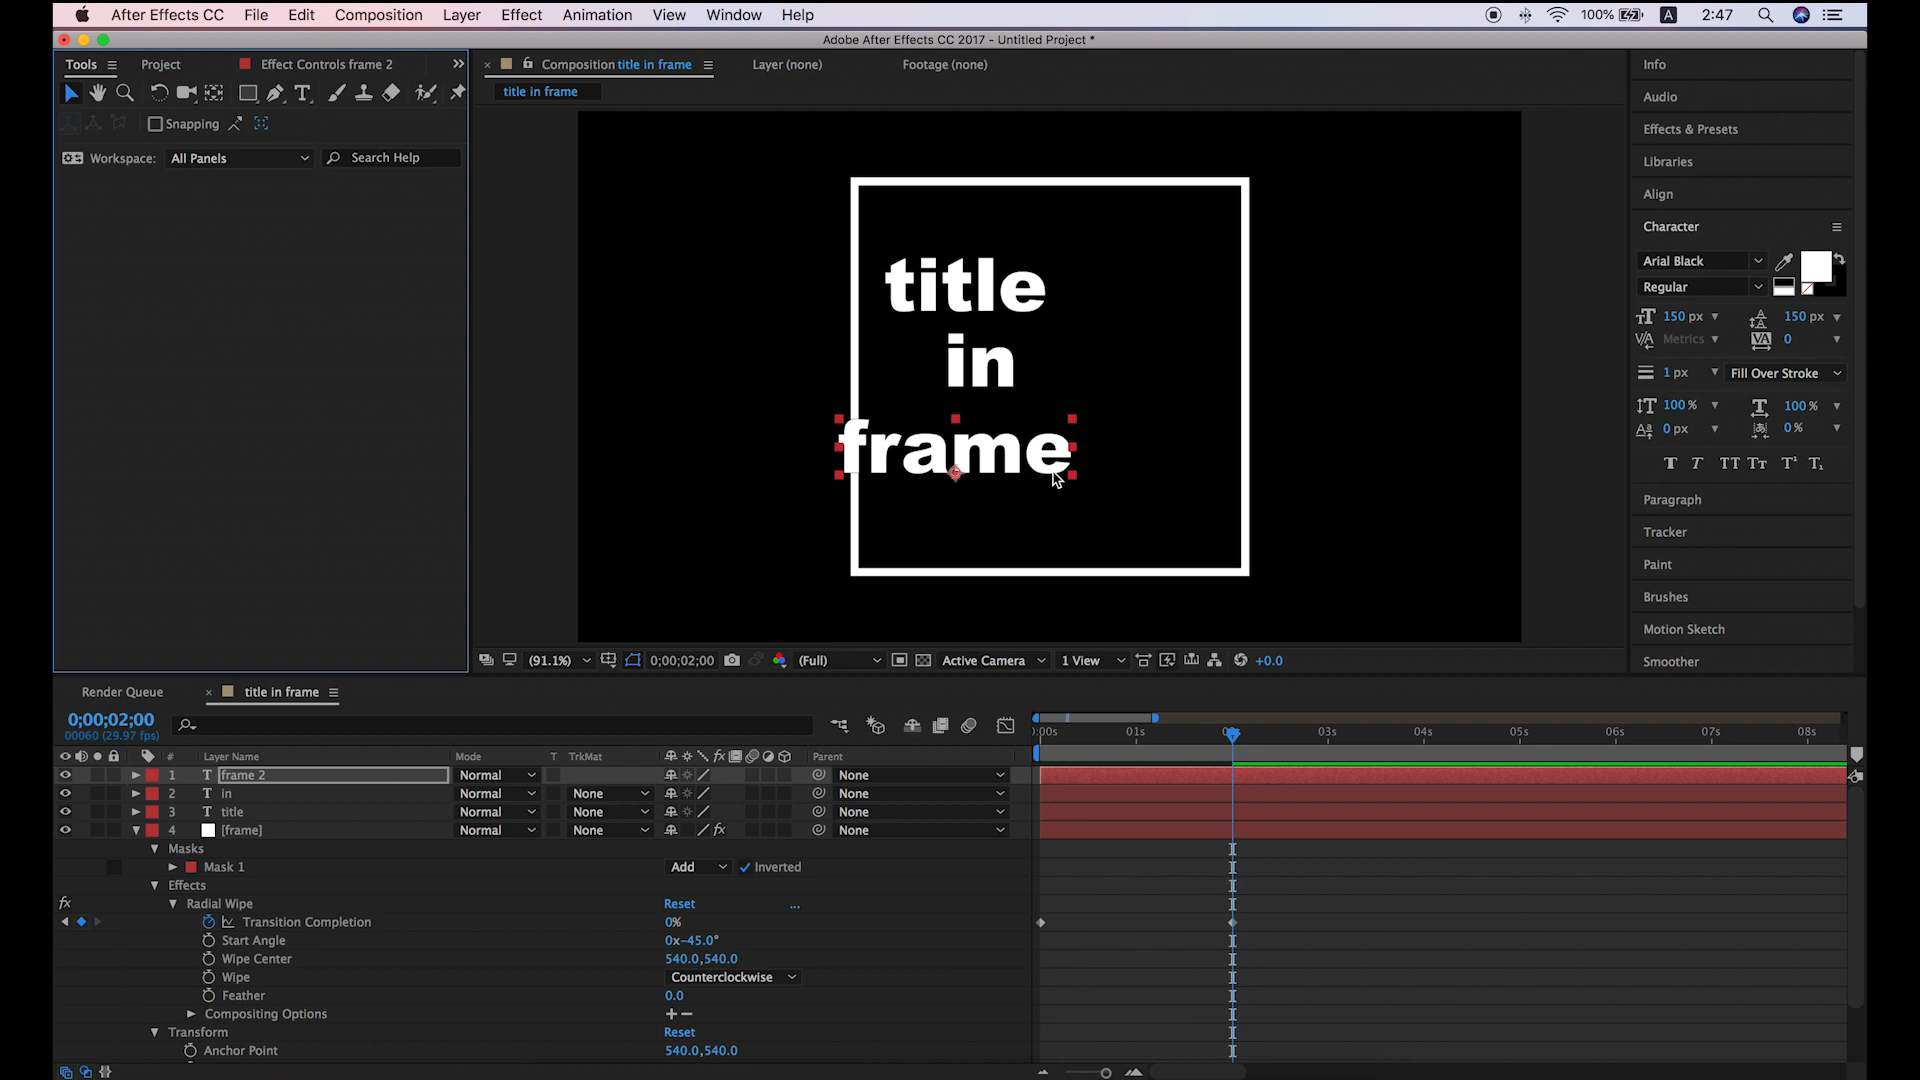 After Effects CC File Edit Composition Layer Effect Animation View Window Help 100% A 2:47
Adobe After Effects CC 2017 - Untitled Project *
Tools Project Effect Controls frame 2 »
Composition title in frame Layer (none) Footage (none)
title in frame
Snapping
Workspace: All Panels Search Help
title
in
frame
Info
Audio
Effects & Presets
Libraries
Align
Character
Arial Black
Regular
150 px 150 px
Metrics 0
1 px Fill Over Stroke
100 % 100 %
0 px 0 %
T T TT Tt T¹ T₁
Paragraph
Tracker
Paint
Brushes
Motion Sketch
Smoother
(91.1%) 0;00;02;00 (Full) Active Camera 1 View +0.0
Render Queue title in frame
0;00;02;00
00060 (29.97 fps)
:00s 01s 03s 04s 05s 06s 07s 08s
# Layer Name Mode T TrkMat Parent
1 T frame 2 Normal None
2 T in Normal None None
3 T title Normal None None
4 [frame] Normal None None
Masks
Mask 1 Add Inverted
Effects
fx Radial Wipe Reset ...
Transition Completion 0%
Start Angle 0x-45.0°
Wipe Center 540.0,540.0
Wipe Counterclockwise
Feather 0.0
Compositing Options + −
Transform Reset
Anchor Point 540.0,540.0